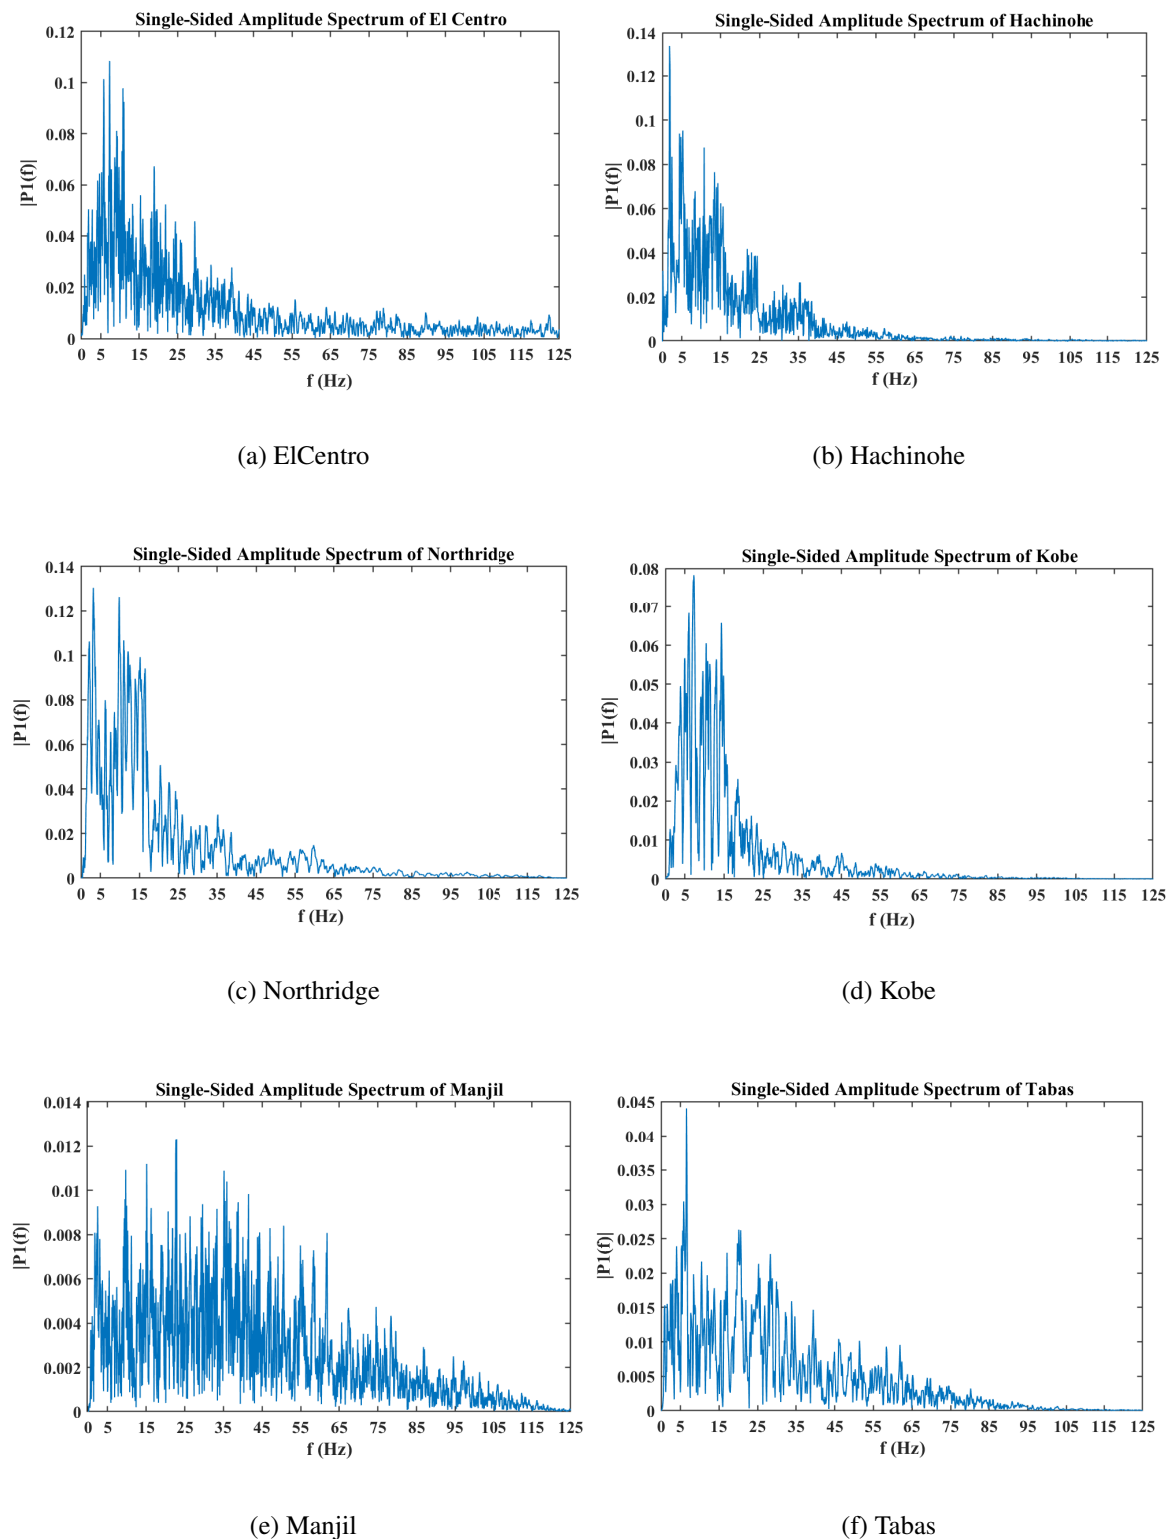 Single-Sided Amplitude Spectrum of El Centro
0.12
0.1
0.08
0.06
0.04
0.02
0
|P1(f)|
0 5 15 25 35 45 55 65 75 85 95 105 115 125
f (Hz)
(a) ElCentro
Single-Sided Amplitude Spectrum of Hachinohe
0.14
0.12
0.1
0.08
0.06
0.04
0.02
0
|P1(f)|
0 5 15 25 35 45 55 65 75 85 95 105 115 125
f (Hz)
(b) Hachinohe
Single-Sided Amplitude Spectrum of Northridge
0.14
0.12
0.1
0.08
0.06
0.04
0.02
0
|P1(f)|
0 5 15 25 35 45 55 65 75 85 95 105 115 125
f (Hz)
(c) Northridge
Single-Sided Amplitude Spectrum of Kobe
0.08
0.07
0.06
0.05
0.04
0.03
0.02
0.01
0
|P1(f)|
0 5 15 25 35 45 55 65 75 85 95 105 115 125
f (Hz)
(d) Kobe
Single-Sided Amplitude Spectrum of Manjil
0.014
0.012
0.01
0.008
0.006
0.004
0.002
0
|P1(f)|
0 5 15 25 35 45 55 65 75 85 95 105 115 125
f (Hz)
(e) Manjil
Single-Sided Amplitude Spectrum of Tabas
0.045
0.04
0.035
0.03
0.025
0.02
0.015
0.01
0.005
0
|P1(f)|
0 5 15 25 35 45 55 65 75 85 95 105 115 125
f (Hz)
(f) Tabas